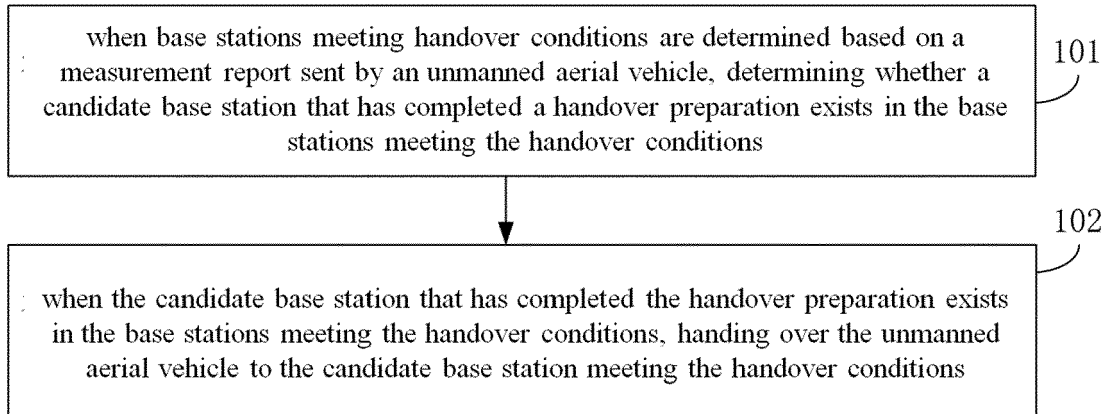 when base stations meeting handover conditions are determined based on a
measurement report sent by an unmanned aerial vehicle, determining whether a
candidate base station that has completed a handover preparation exists in the base
stations meeting the handover conditions
101
102
when the candidate base station that has completed the handover preparation exists
in the base stations meeting the handover conditions, handing over the unmanned
aerial vehicle to the candidate base station meeting the handover conditions